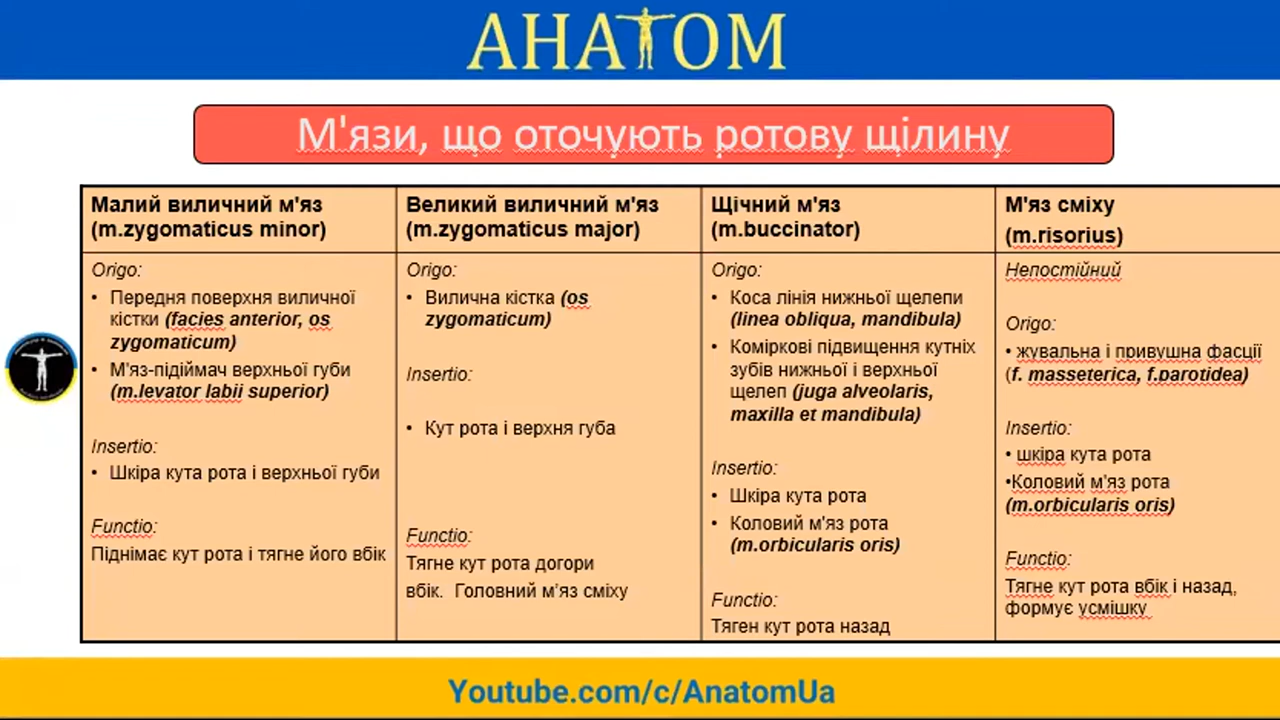 АНАТОМ
М'язи, що оточують ротову щілину
Малий виличний м'яз
(m.zygomaticus minor)
Origo:
• Передня поверхня виличної
кістки (facies anterior, os
zygomaticum)
• М'яз-підіймач верхньої губи
(m.levator labii superior)
Insertio:
• Шкіра кута рота і верхньої губи
Functio:
Піднімає кут рота і тягне його вбік
Великий виличний м'яз
(m.zygomaticus major)
Origo:
• Вилична кістка (os
zygomaticum)
Insertio:
• Кут рота і верхня губа
Functio:
Тягне кут рота догори
вбік. Головний м’яз сміху
Щічний м'яз
(m.buccinator)
Origo:
• Коса лінія нижньої щелепи
(linea obliqua, mandibula)
• Коміркові підвищення кутніх
зубів нижньої і верхньої
щелеп (juga alveolaris,
maxilla et mandibula)
Insertio:
• Шкіра кута рота
• Коловий м'яз рота
(m.orbicularis oris)
Functio:
Тяген кут рота назад
М'яз сміху
(m.risorius)
Непостійний
Origo:
• жувальна і привушна фасції
(f. masseterica, f.parotidea)
Insertio:
• шкіра кута рота
•Коловий м'яз рота
(m.orbicularis oris)
Functio:
Тягне кут рота вбік і назад,
формує усмішку
Youtube.com/c/AnatomUa